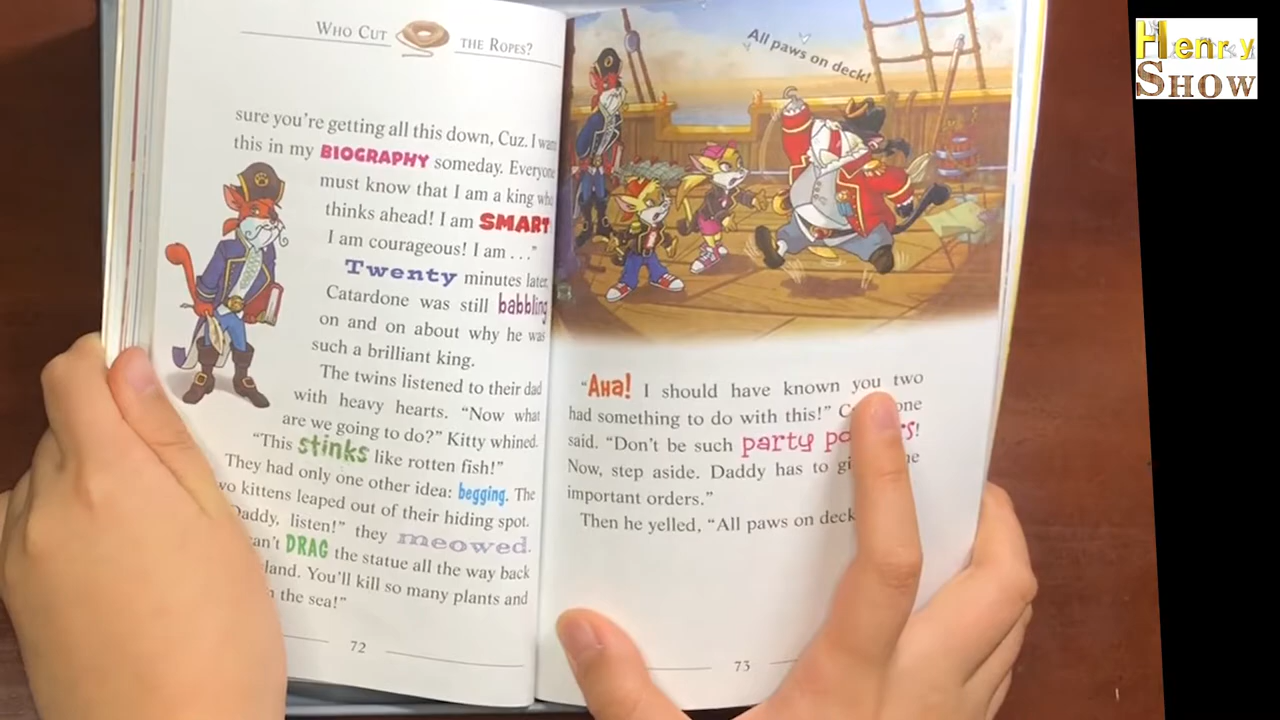 WHO CUT THE ROPES?
sure you're getting all this down, Cuz. I want
this in my BIOGRAPHY someday. Everyone
must know that I am a king who
thinks ahead! I am SMART
I am courageous! I am . . ."
Twenty minutes later,
Catardone was still babbling
on and on about why he was
such a brilliant king.
The twins listened to their dad
with heavy hearts. "Now what
are we going to do?" Kitty whined.
"This stinks like rotten fish!"
They had only one other idea: begging. The
two kittens leaped out of their hiding spot.
"Daddy, listen!" they meowed.
can't DRAG the statue all the way back
land. You'll kill so many plants and
the sea!"
72
All paws on deck!
"AHA! I should have known you two
had something to do with this!" Catardone
said. "Don't be such party poopers!
Now, step aside. Daddy has to
important orders."
Then he yelled, "All paws on deck
73
Henry
SHOW